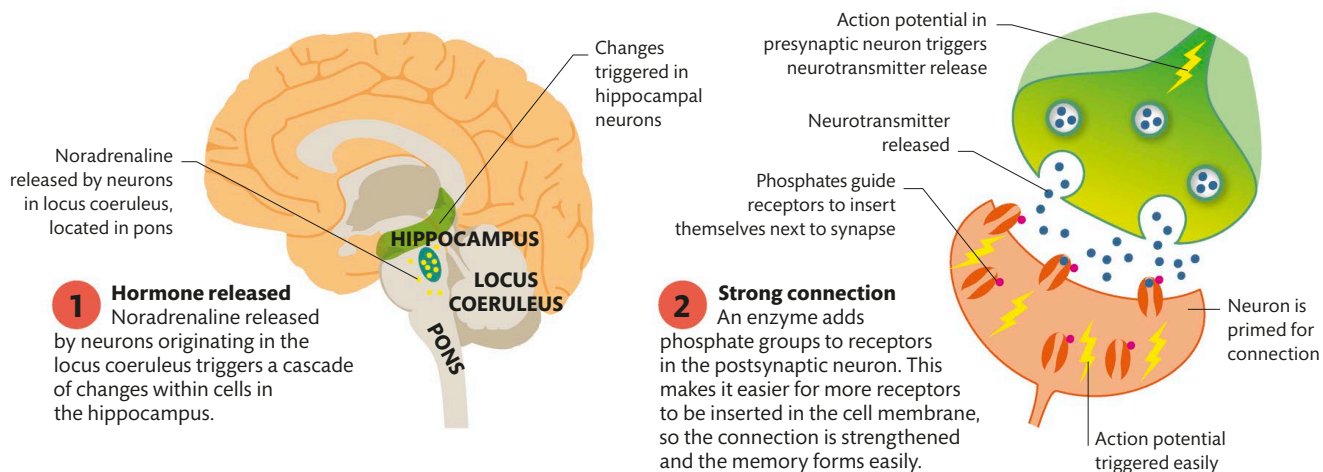 Changes
triggered in
hippocampal
neurons
Noradrenaline
released by neurons
in locus coeruleus,
located in pons
HIPPOCAMPUS
LOCUS
COERULEUS
PONS
1
Hormone released
Noradrenaline released
by neurons originating in the
locus coeruleus triggers a cascade
of changes within cells in
the hippocampus.
Action potential in
presynaptic neuron triggers
neurotransmitter release
Neurotransmitter
released
Phosphates guide
receptors to insert
themselves next to synapse
2
Strong connection
An enzyme adds
phosphate groups to receptors
in the postsynaptic neuron. This
makes it easier for more receptors
to be inserted in the cell membrane,
so the connection is strengthened
and the memory forms easily.
Neuron is
primed for
connection
Action potential
triggered easily